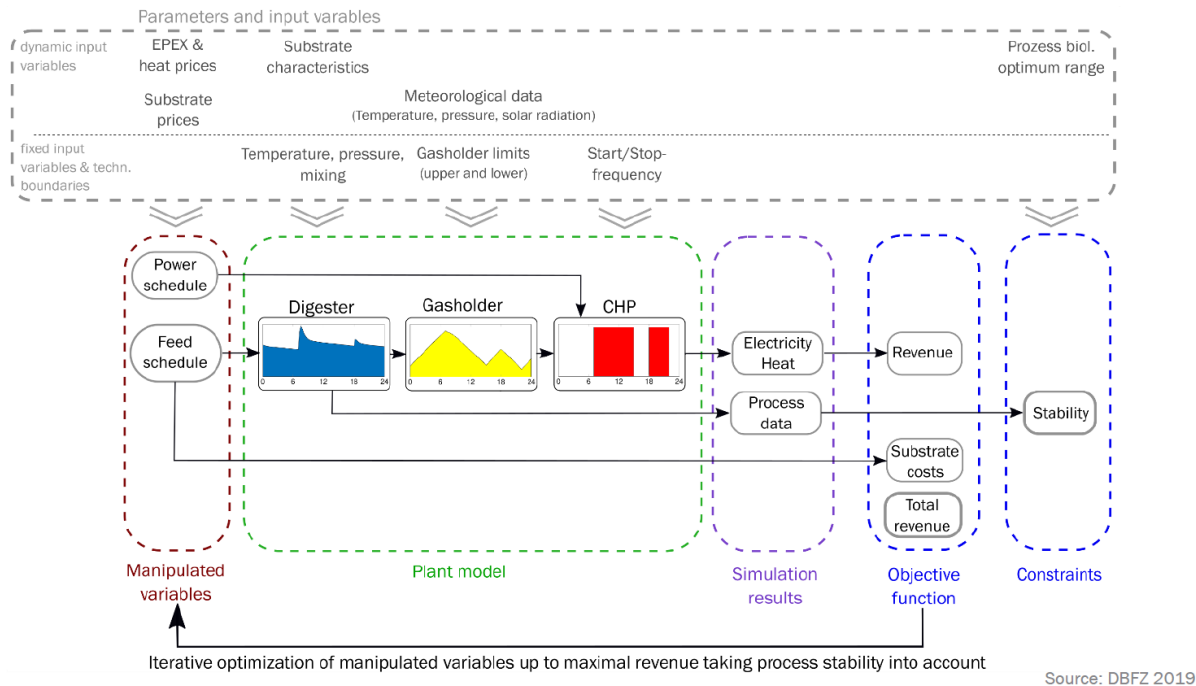 Parameters and input varables
dynamic input
variables
EPEX &
heat prices
Substrate
characteristics
Prozess biol.
optimum range
Substrate
prices
Meteorological data
(Temperature, pressure, solar radiation)
fixed input
variables & techn.
boundaries
Temperature, pressure,
mixing
Gasholder limits
(upper and lower)
Start/Stop-
frequency
Power
schedule
Feed
schedule
Digester
0 6 12 18 24
Gasholder
0 6 12 18 24
CHP
0 6 12 18 24
Electricity
Heat
Revenue
Process
data
Stability
Substrate
costs
Total
revenue
Manipulated
variables
Plant model
Simulation
results
Objective
function
Constraints
Iterative optimization of manipulated variables up to maximal revenue taking process stability into account
Source: DBFZ 2019